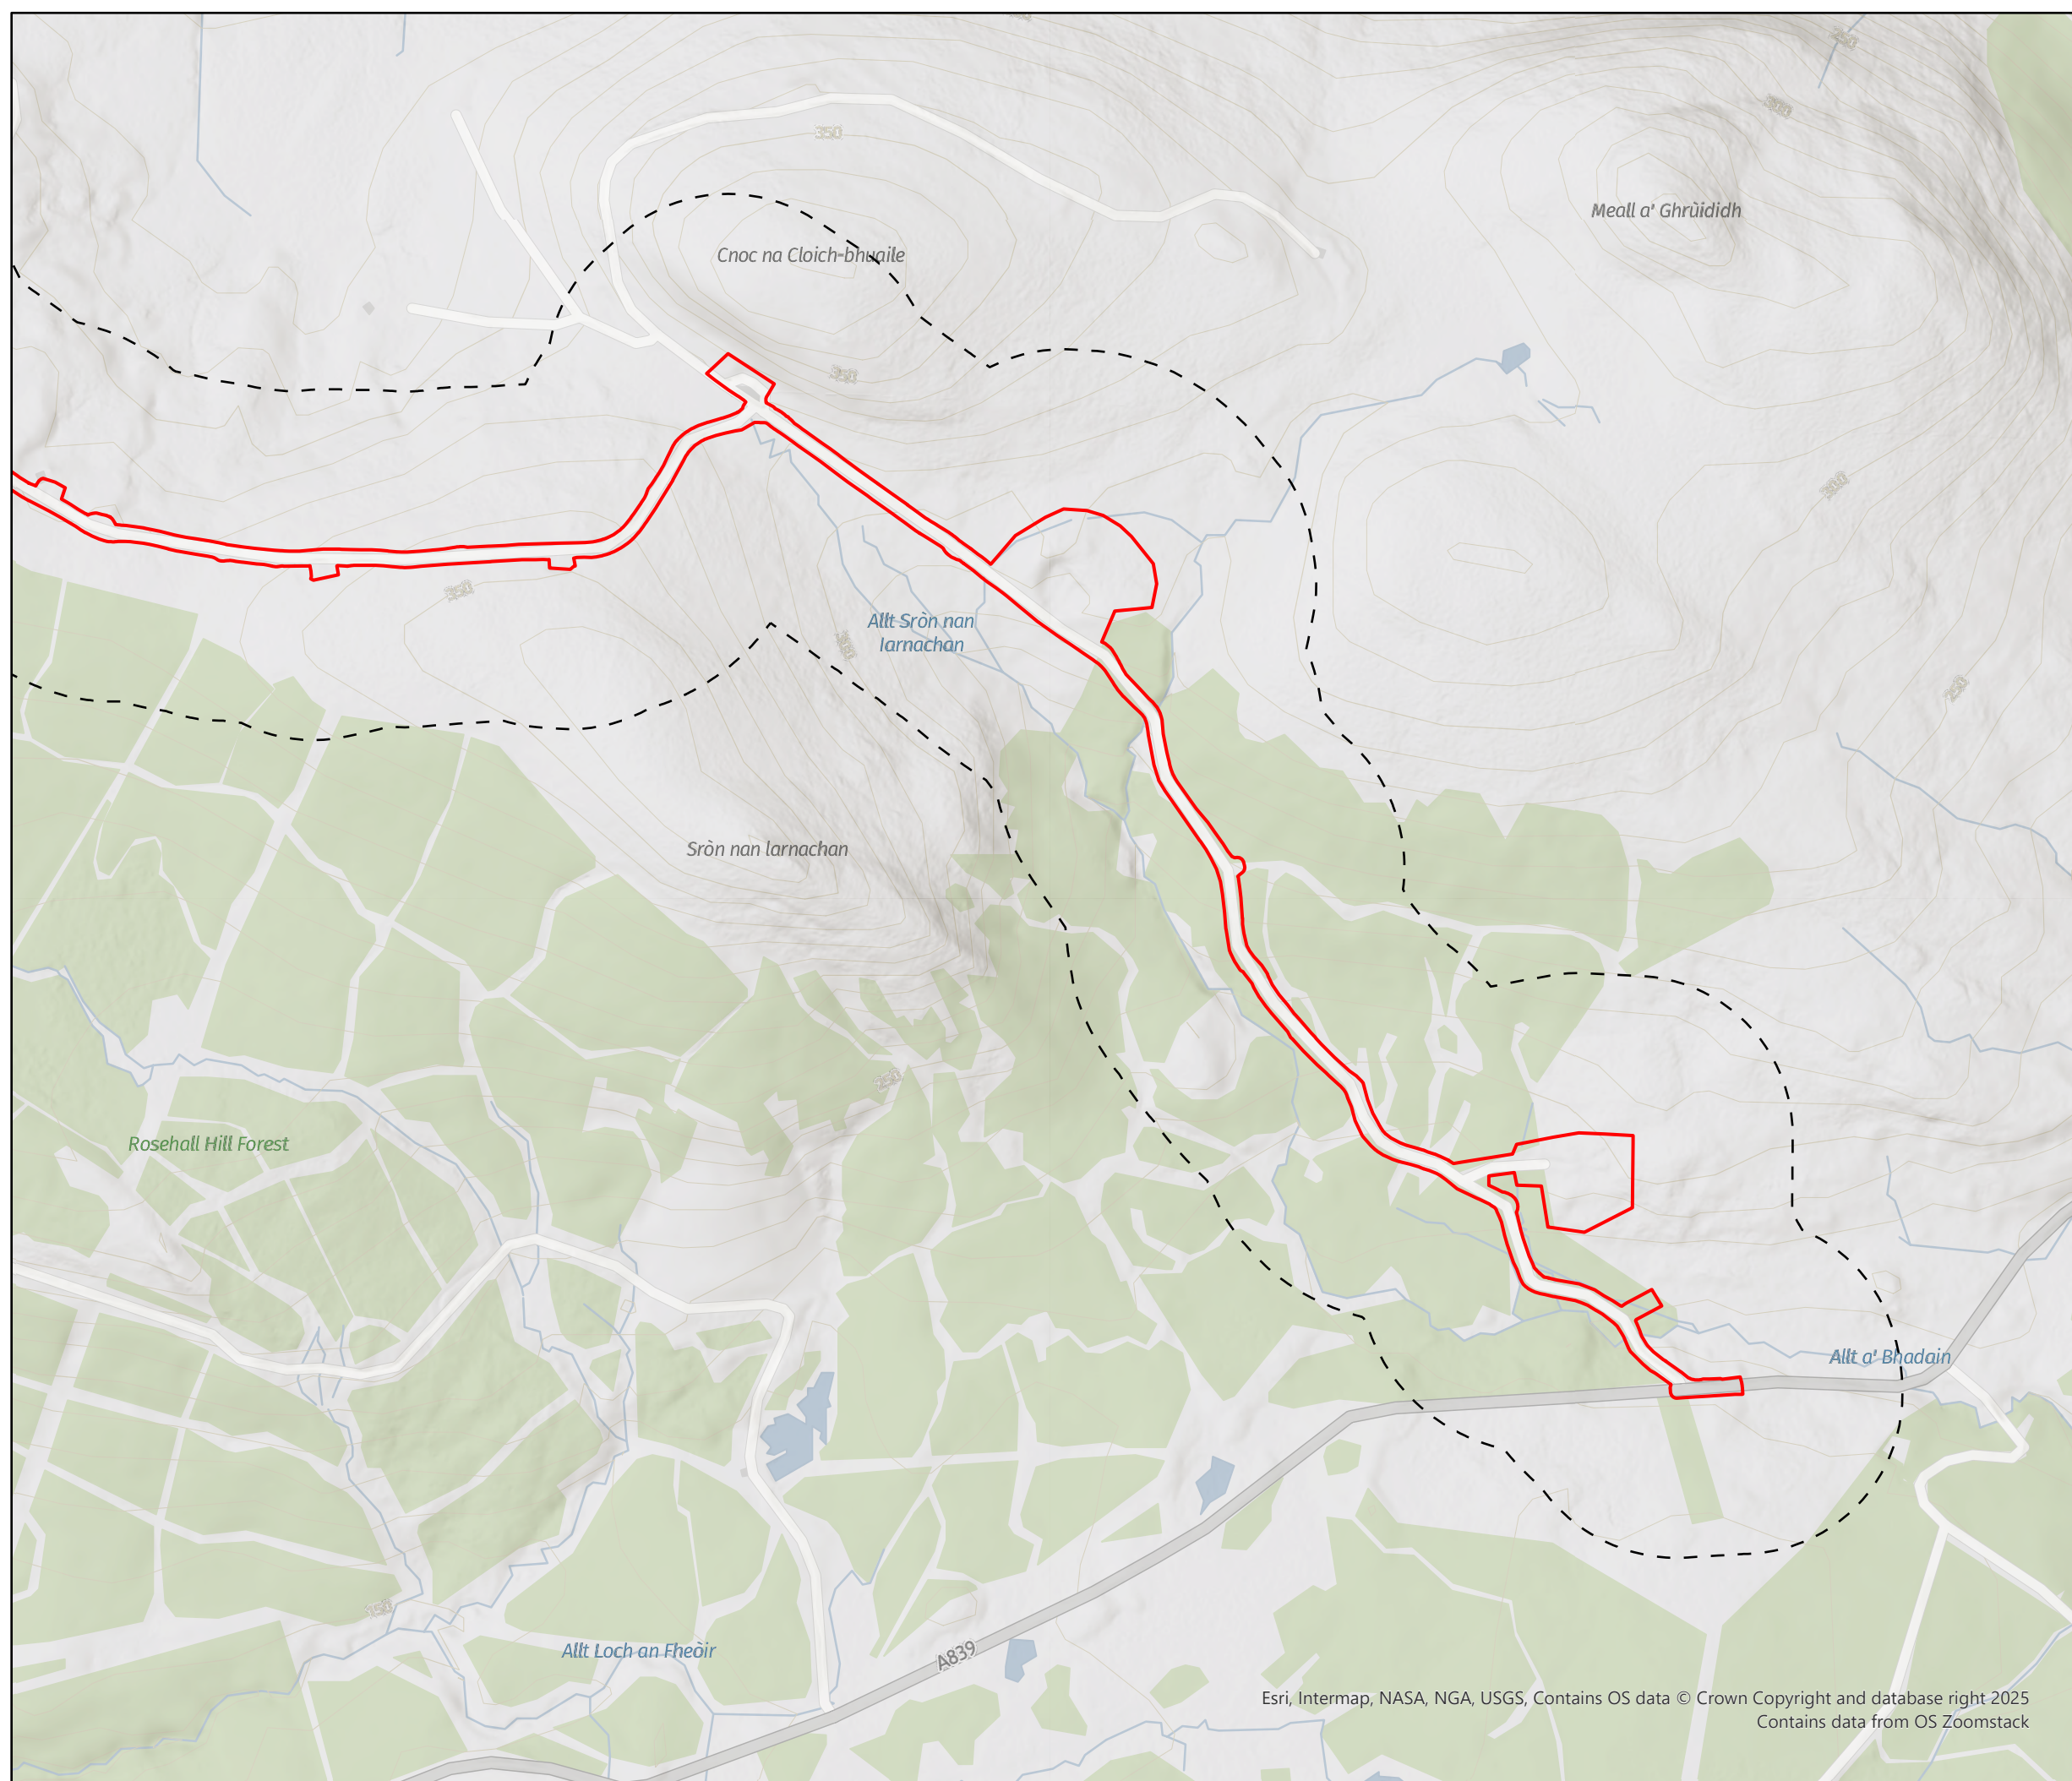 Meall a' Ghrùididh
Cnoc na Cloich-bhuaile
Allt Sròn nan
Iarnachan
Sròn nan Iarnachan
Rosehall Hill Forest
Allt a' Bhadain
Allt Loch an Fheòir
A839
Esri, Intermap, NASA, NGA, USGS, Contains OS data © Crown Copyright and database right 2025
Contains data from OS Zoomstack